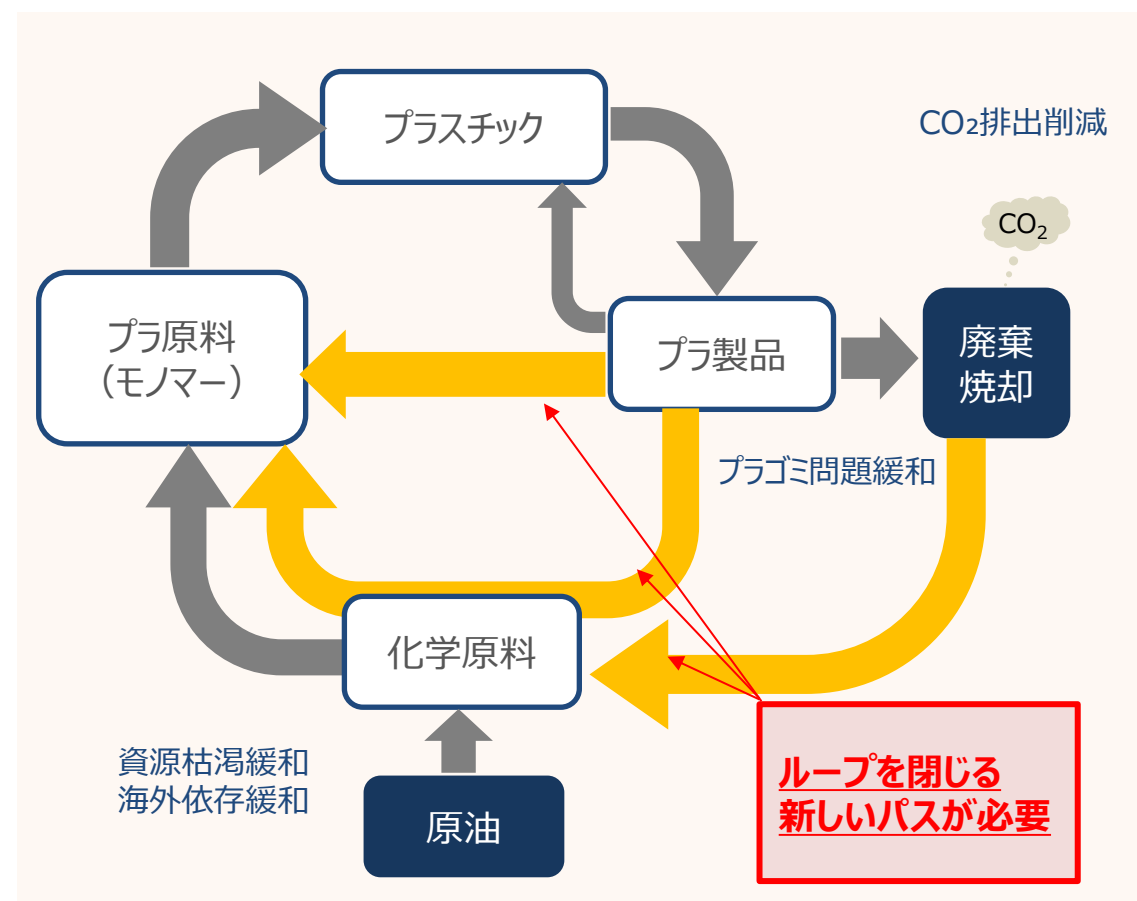 プラスチック
CO₂排出削減
CO₂
プラ原料
（モノマー）
プラ製品
廃棄
焼却
プラゴミ問題緩和
化学原料
資源枯渇緩和
海外依存緩和
原油
ループを閉じる
新しいパスが必要